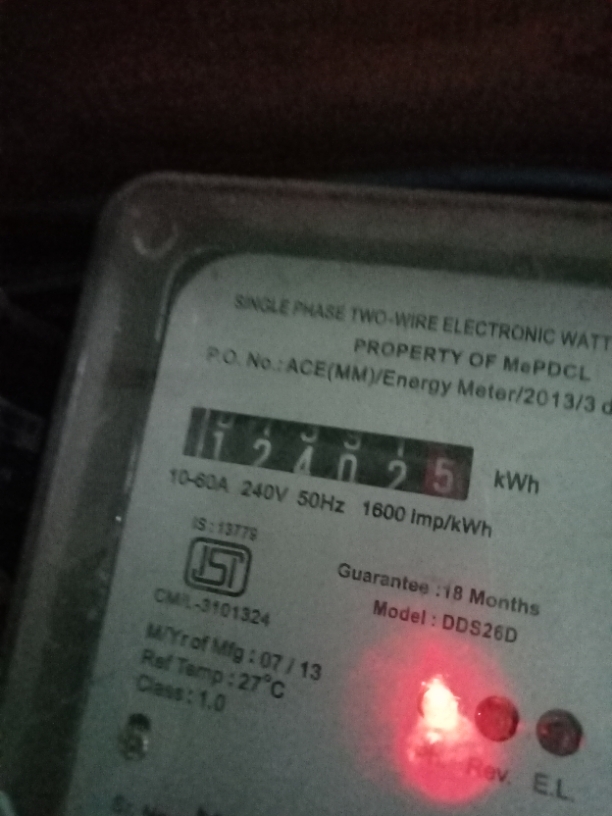 SINGLE PHASE TWO-WIRE ELECTRONIC WATT
PROPERTY OF MePDCL
P.O. No.: ACE(MM)/Energy Meter/2013/3
124025 kWh
10-60A 240V 50Hz 1600 Imp/kWh
IS : 13779
ISI
CM/L-3101324
Guarantee :18 Months
Model : DDS26D
M/Yr of Mfg : 07 / 13
Ref Temp : 27°C
Class : 1.0
Rev. E.L.